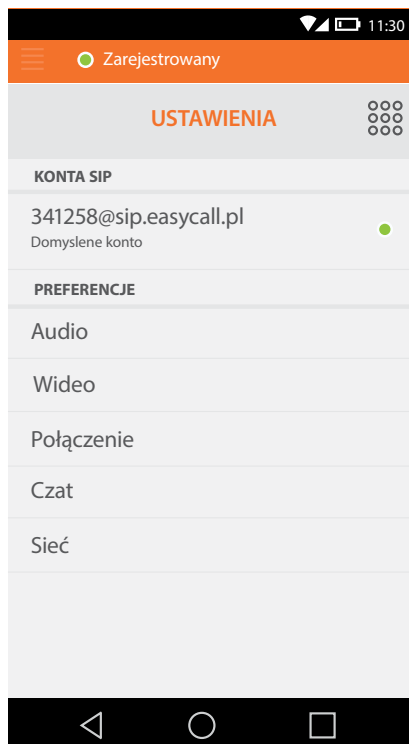 11:30
Zarejestrowany
USTAWIENIA
KONTA SIP
341258@sip.easycall.pl
Domyslene konto
PREFERENCJE
Audio
Wideo
Połączenie
Czat
Sieć